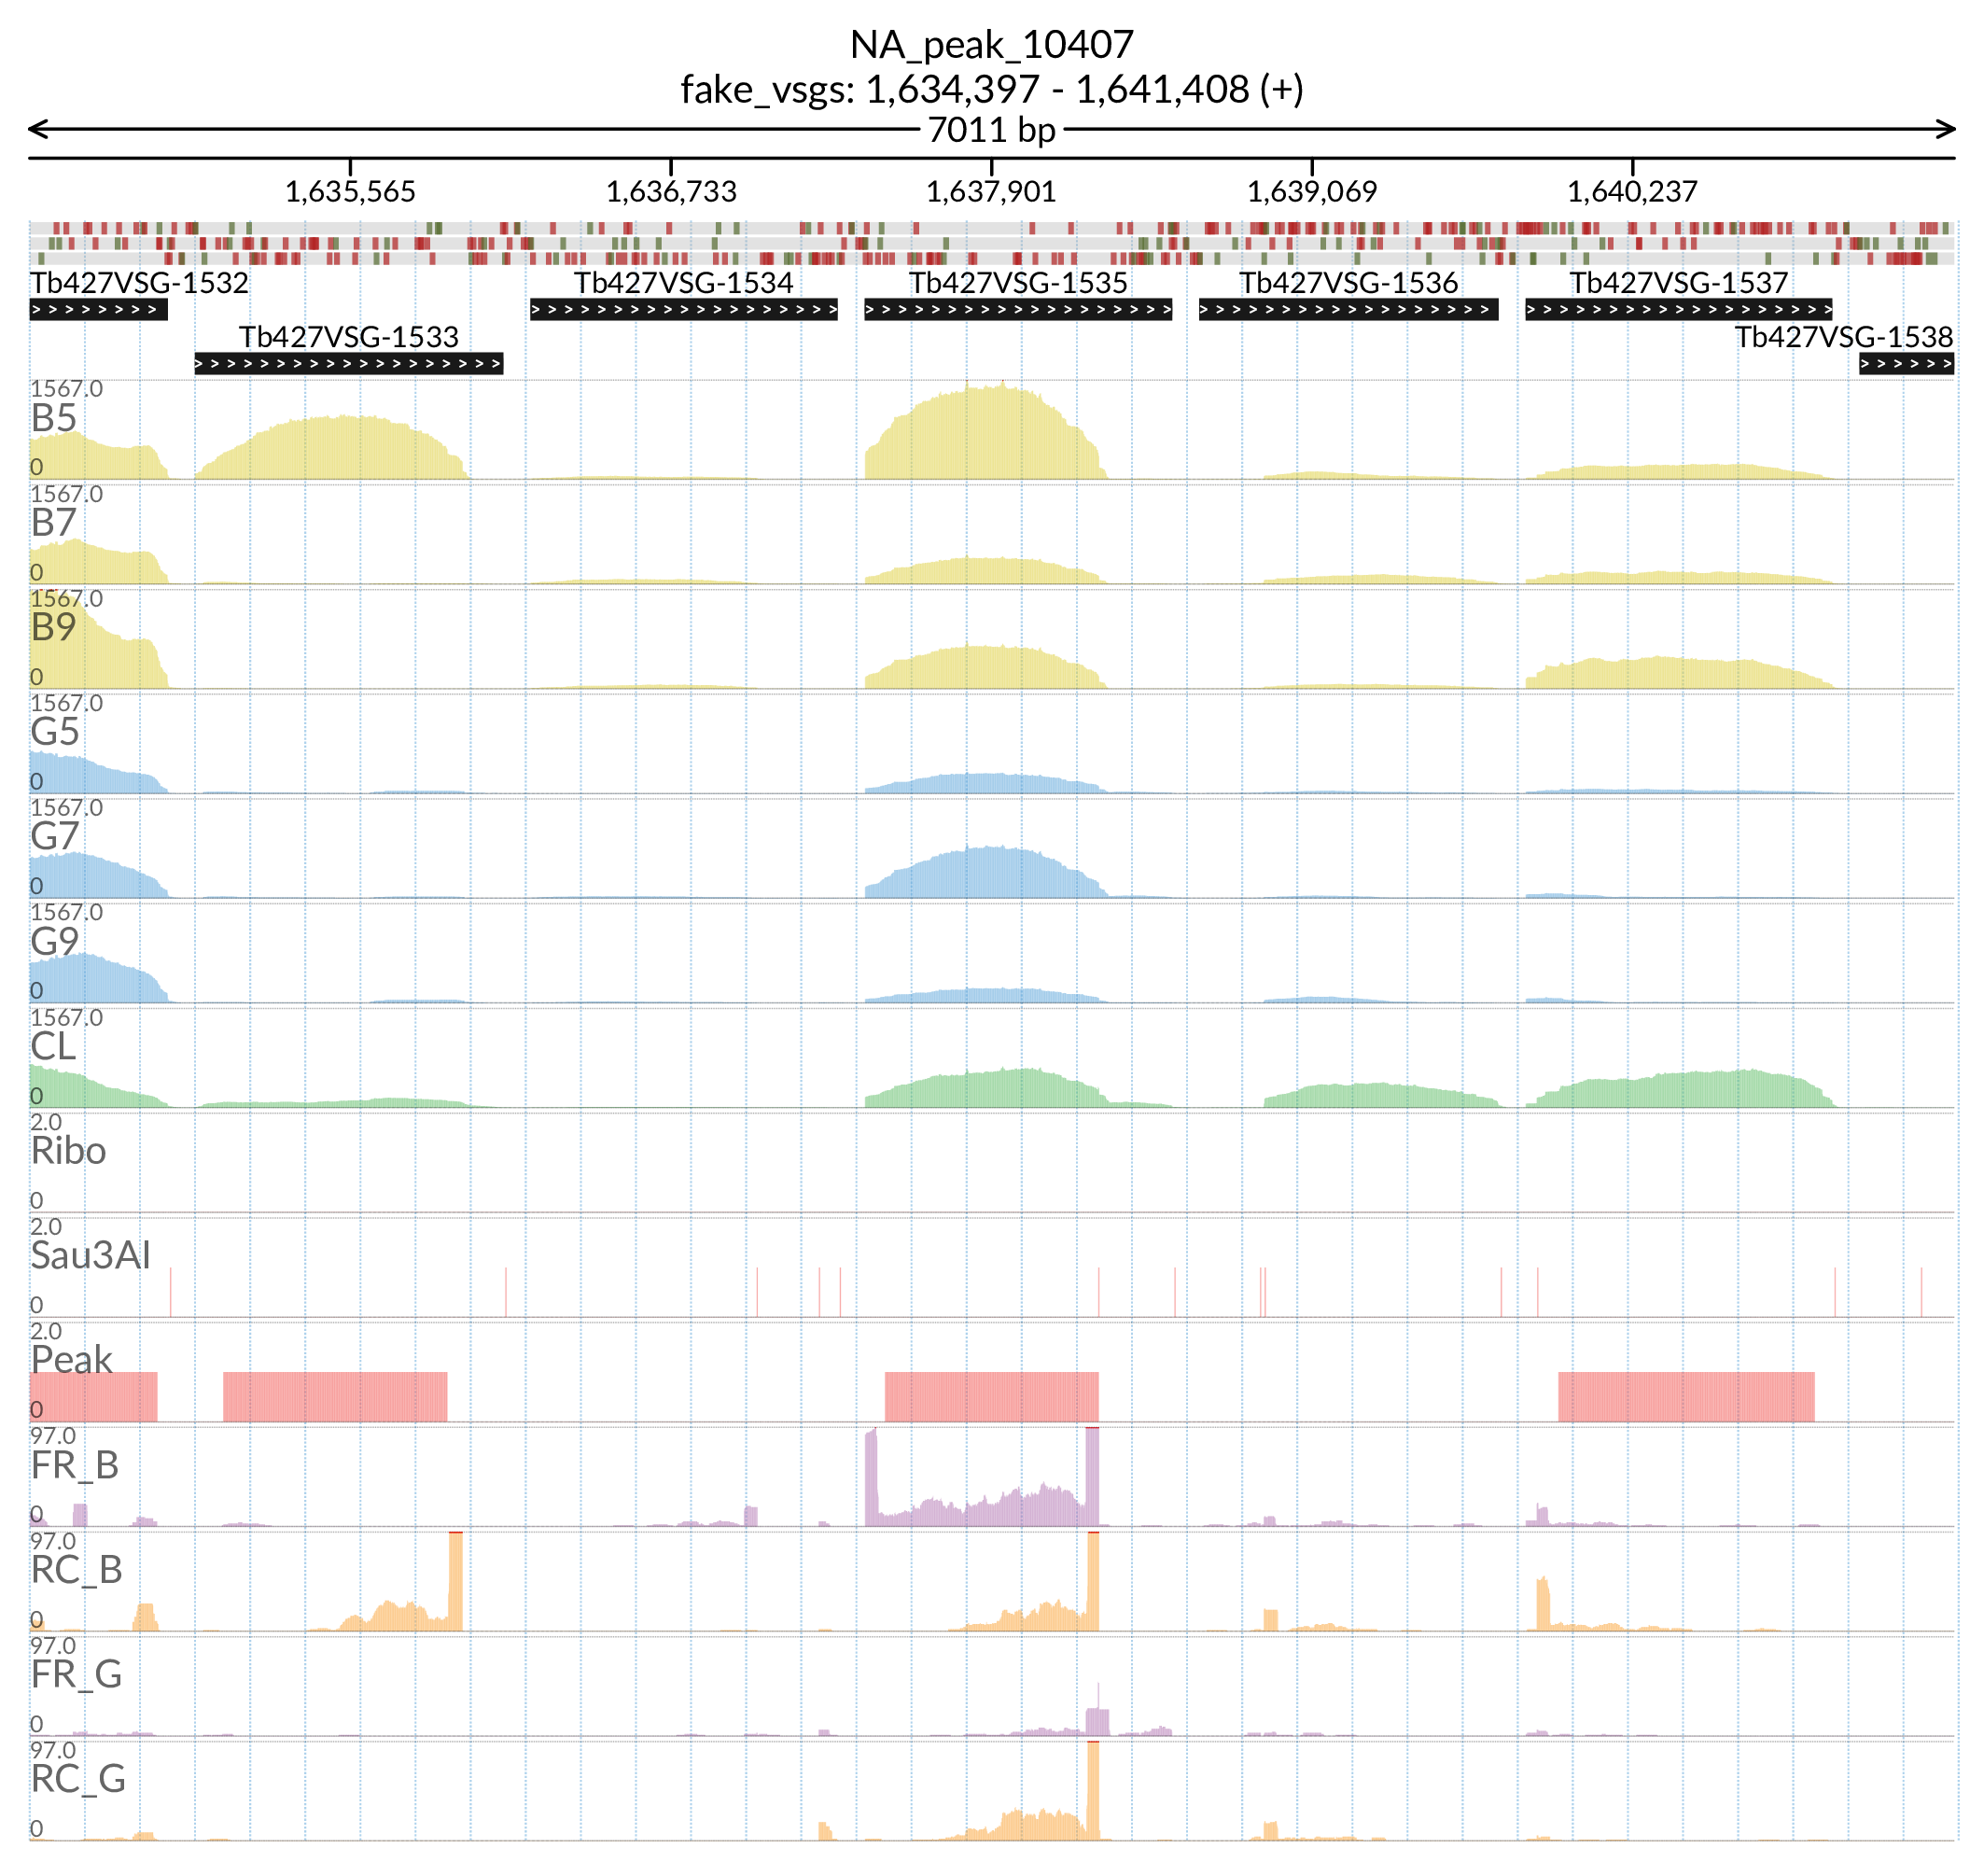 NA_peak_10407
fake_vsgs: 1,634,397 - 1,641,408 (+)
7011 bp
1,635,565 1,636,733 1,637,901 1,639,069 1,640,237
Tb427VSG-1532 Tb427VSG-1534 Tb427VSG-1535 Tb427VSG-1536 Tb427VSG-1537
Tb427VSG-1533 Tb427VSG-1538
1567.0
B5
0
1567.0
B7
0
1567.0
B9
0
1567.0
G5
0
1567.0
G7
0
1567.0
G9
0
1567.0
CL
0
2.0
Ribo
0
2.0
Sau3AI
0
2.0
Peak
0
97.0
FR_B
0
97.0
RC_B
0
97.0
FR_G
0
97.0
RC_G
0